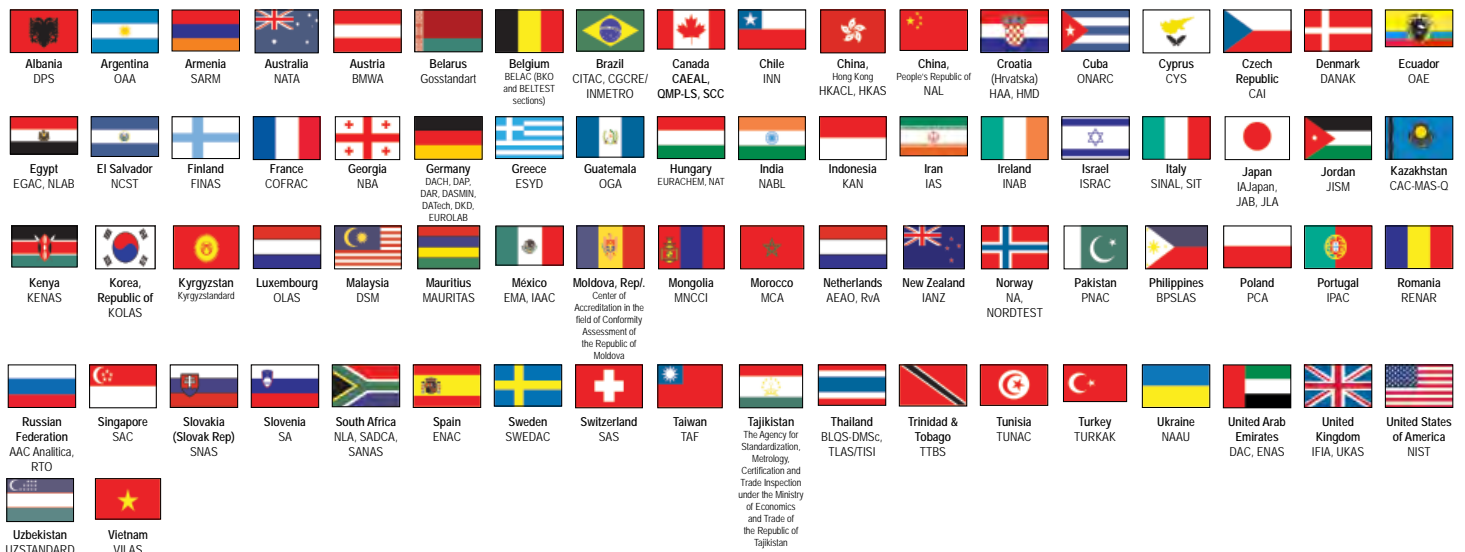 Albania
DPS
Argentina
OAA
Armenia
SARM
Australia
NATA
Austria
BMWA
Belarus
Gosstandart
Belgium
BELAC (BKO
and BELTEST
sections)
Brazil
CITAC, CGCRE/
INMETRO
Canada
CAEAL,
QMP-LS, SCC
Chile
INN
China,
Hong Kong
HKACL, HKAS
China,
People's Republic of
NAL
Croatia
(Hrvatska)
HAA, HMD
Cuba
ONARC
Cyprus
CYS
Czech
Republic
CAI
Denmark
DANAK
Ecuador
OAE
Egypt
EGAC, NLAB
El Salvador
NCST
Finland
FINAS
France
COFRAC
Georgia
NBA
Germany
DACH, DAP,
DAR, DASMIN,
DATech, DKD,
EUROLAB
Greece
ESYD
Guatemala
OGA
Hungary
EURACHEM, NAT
India
NABL
Indonesia
KAN
Iran
IAS
Ireland
INAB
Israel
ISRAC
Italy
SINAL, SIT
Japan
IAJapan,
JAB, JLA
Jordan
JISM
Kazakhstan
CAC-MAS-Q
Kenya
KENAS
Korea,
Republic of
KOLAS
Kyrgyzstan
Kyrgyzstandard
Luxembourg
OLAS
Malaysia
DSM
Mauritius
MAURITAS
México
EMA, IAAC
Moldova, Rep/.
Center of
Accreditation in the
field of Conformity
Assessment of
the Republic of
Moldova
Mongolia
MNCCI
Morocco
MCA
Netherlands
AEAO, RvA
New Zealand
IANZ
Norway
NA,
NORDTEST
Pakistan
PNAC
Philippines
BPSLAS
Poland
PCA
Portugal
IPAC
Romania
RENAR
Russian
Federation
AAC Analitica,
RTO
Singapore
SAC
Slovakia
(Slovak Rep)
SNAS
Slovenia
SA
South Africa
NLA, SADCA,
SANAS
Spain
ENAC
Sweden
SWEDAC
Switzerland
SAS
Taiwan
TAF
Tajikistan
The Agency for
Standardization,
Metrology,
Certification and
Trade Inspection
under the Ministry
of Economics
and Trade of
the Republic of
Tajikistan
Thailand
BLQS-DMSc,
TLAS/TISI
Trinidad &
Tobago
TTBS
Tunisia
TUNAC
Turkey
TURKAK
Ukraine
NAAU
United Arab
Emirates
DAC, ENAS
United
Kingdom
IFIA, UKAS
United States
of America
NIST
Uzbekistan
UZSTANDARD
Vietnam
VILAS